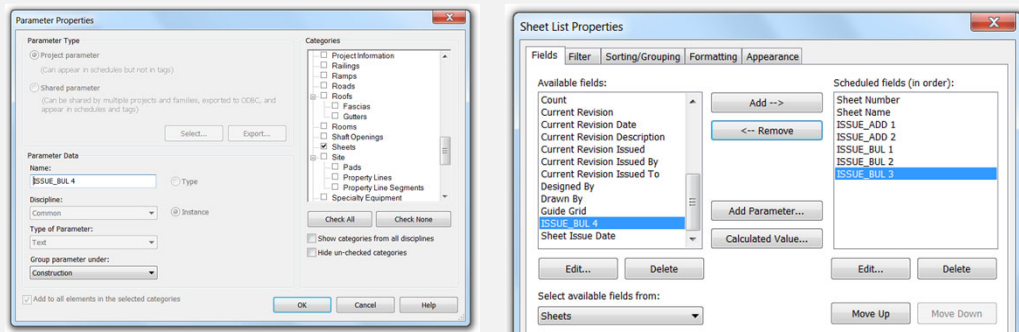 Parameter Properties
Parameter Type
Project parameter
(Can appear in schedules but not in tags)
Shared parameter
(Can be shared by multiple projects and families, exported to ODBC, and
appear in schedules and tags)
Select...
Export...
Parameter Data
Name:
ISSUE_BUL 4
Type
Discipline:
Common
Instance
Type of Parameter:
Text
Group parameter under:
Construction
Add to all elements in the selected categories
Categories
Project Information
Railings
Ramps
Roads
Roofs
Fascias
Gutters
Rooms
Shaft Openings
Sheets
Site
Pads
Property Lines
Property Line Segments
Specialty Equipment
Check All
Check None
Show categories from all disciplines
Hide un-checked categories
OK
Cancel
Help
Sheet List Properties
Fields
Filter
Sorting/Grouping
Formatting
Appearance
Available fields:
Count
Current Revision
Current Revision Date
Current Revision Description
Current Revision Issued
Current Revision Issued By
Current Revision Issued To
Designed By
Drawn By
Guide Grid
ISSUE_BUL 4
Sheet Issue Date
Edit...
Delete
Select available fields from:
Sheets
Add -->
<-- Remove
Add Parameter...
Calculated Value...
Scheduled fields (in order):
Sheet Number
Sheet Name
ISSUE_ADD 1
ISSUE_ADD 2
ISSUE_BUL 1
ISSUE_BUL 2
ISSUE_BUL 3
Edit...
Delete
Move Up
Move Down